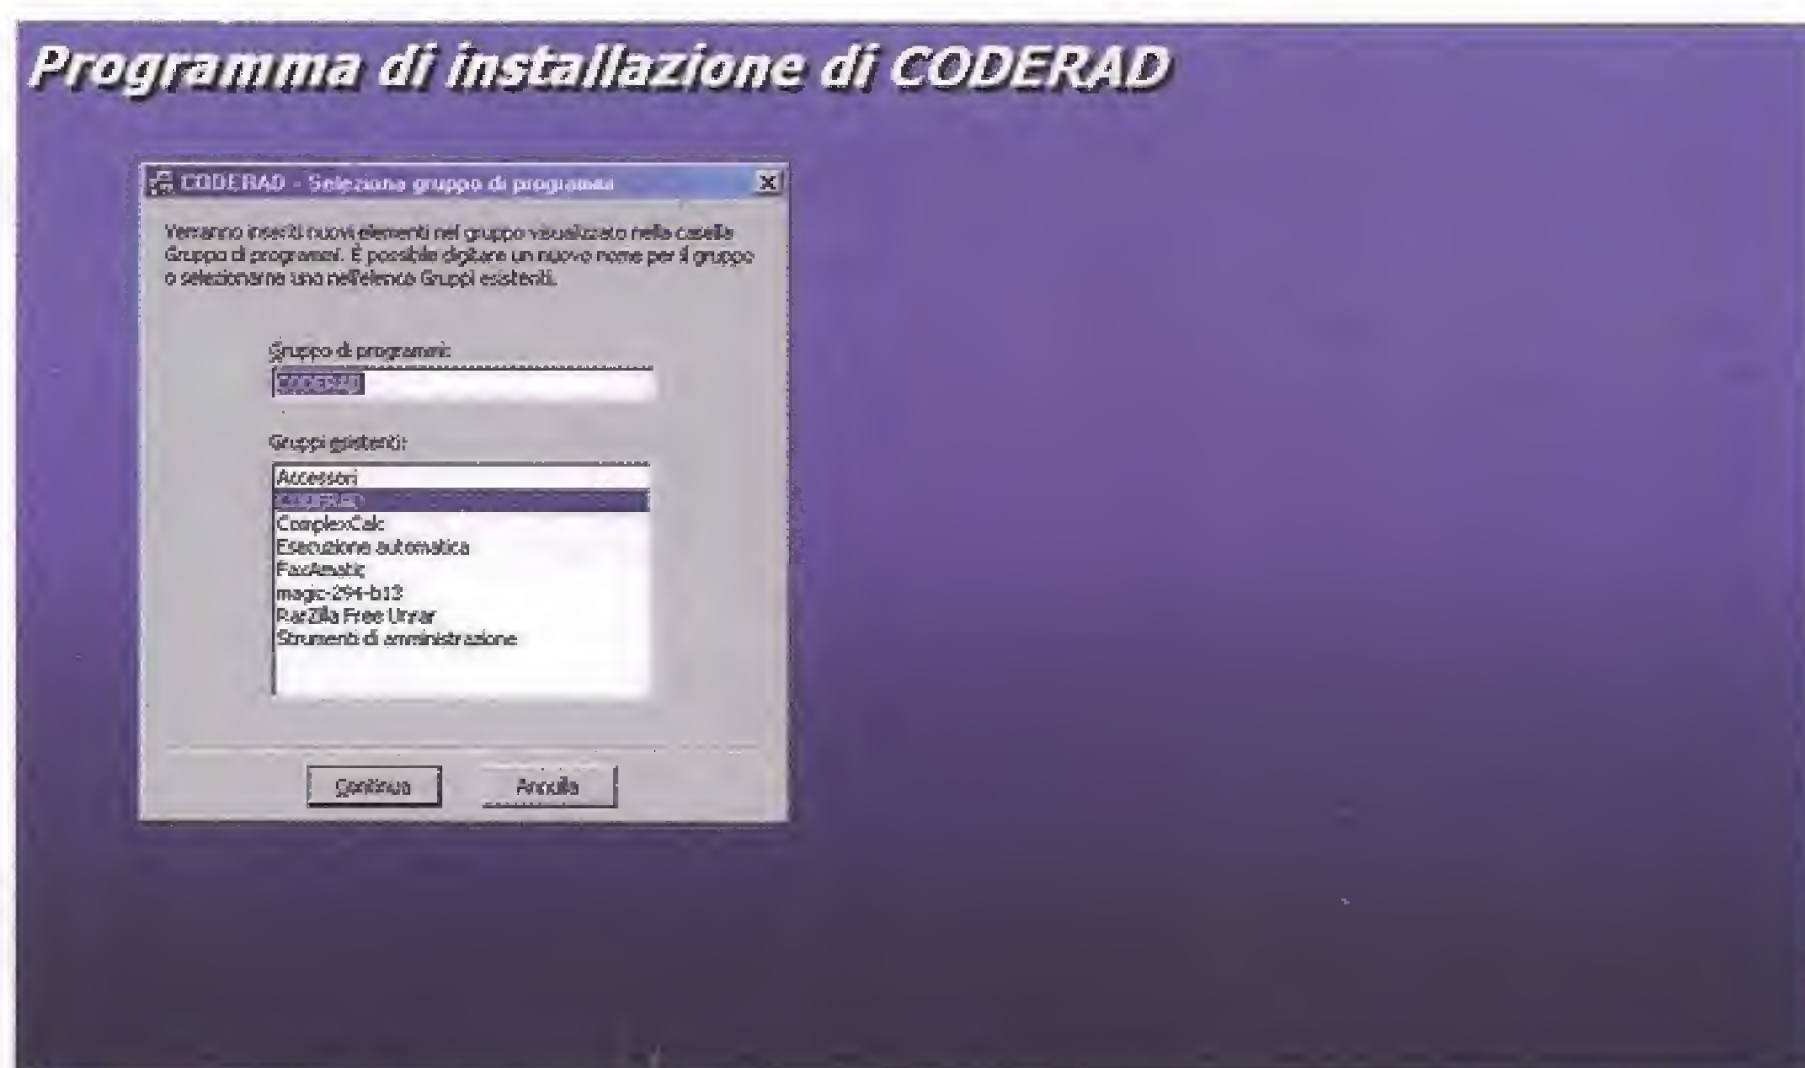 Programma di installazione di CODERAD
CODERAD - Seleziona gruppo di programmi
Verranno inseriti nuovi elementi nel gruppo visualizzato nella casella
Gruppo di programmi. È possibile digitare un nuovo nome per il gruppo
o selezionarne uno nell'elenco Gruppi esistenti.
Gruppo di programmi:
CODERAD
Gruppi esistenti:
Accessori
CODERAD
ComplexCalc
Esecuzione automatica
FaxAmatic
magic-294-b13
RarZilla Free Unrar
Strumenti di amministrazione
Continua
Annulla